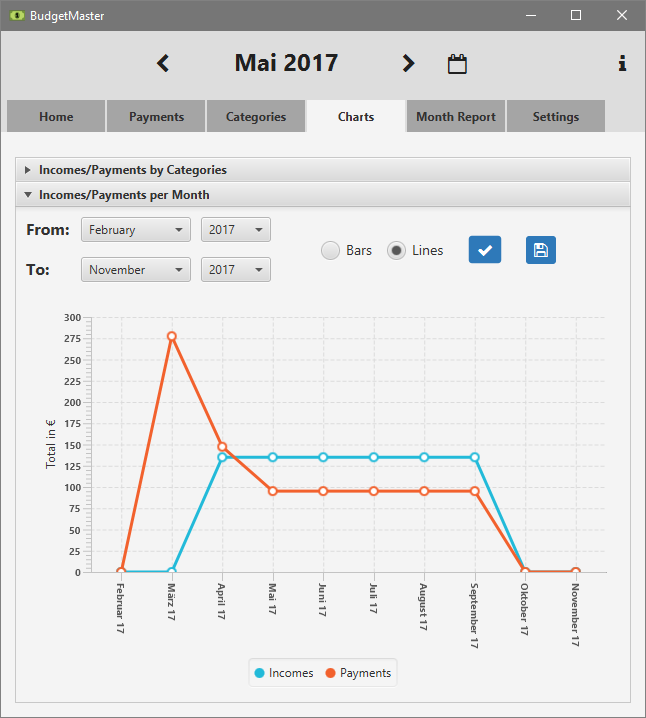 BudgetMaster
Mai 2017
Home Payments Categories Charts Month Report Settings
Incomes/Payments by Categories
Incomes/Payments per Month
From: February 2017
Bars Lines
To: November 2017
Total in €
300
275
250
225
200
175
150
125
100
75
50
25
0
Februar 17
März 17
April 17
Mai 17
Juni 17
Juli 17
August 17
September 17
Oktober 17
November 17
Incomes Payments